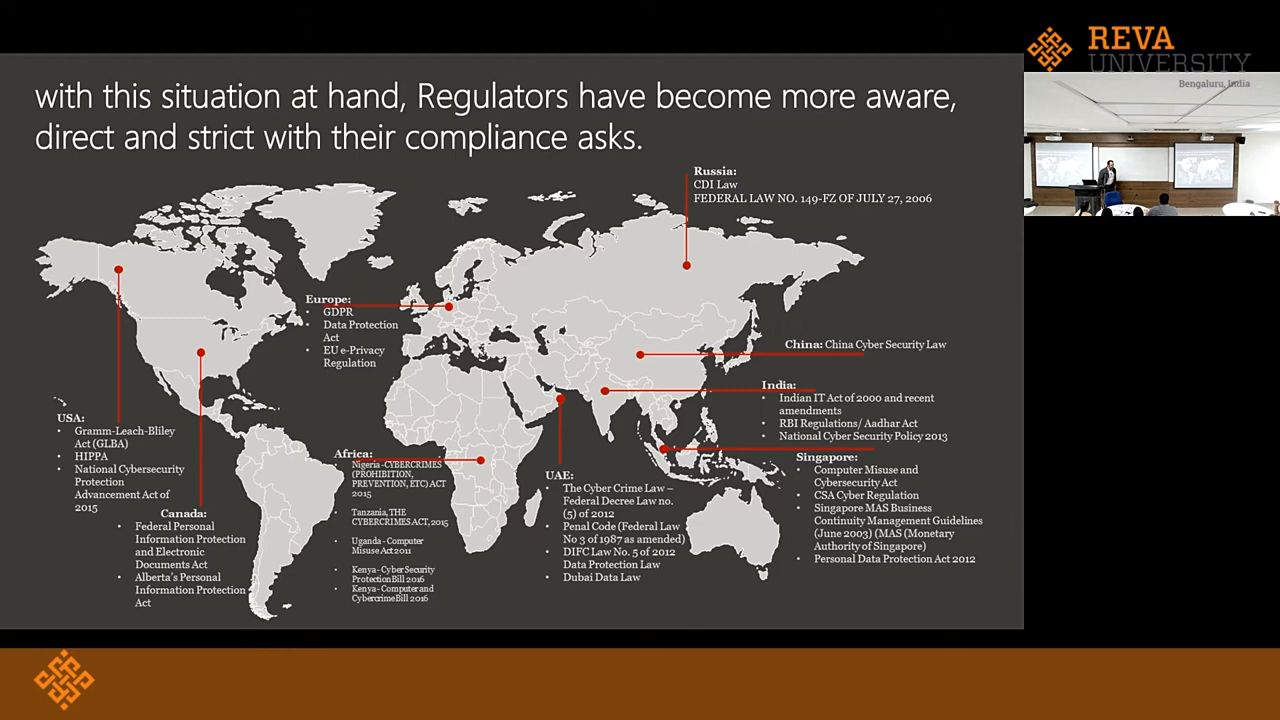 REVA
UNIVERSITY
Bengaluru, India
with this situation at hand, Regulators have become more aware,
direct and strict with their compliance asks.
Russia:
CDI Law
FEDERAL LAW NO. 149-FZ OF JULY 27, 2006
Europe:
• GDPR
• Data Protection
Act
• EU e-Privacy
Regulation
China: China Cyber Security Law
India:
• Indian IT Act of 2000 and recent
amendments
• RBI Regulations/ Aadhar Act
• National Cyber Security Policy 2013
USA:
• Gramm-Leach-Bliley
Act (GLBA)
• HIPPA
• National Cybersecurity
Protection
Advancement Act of
2015
Canada:
• Federal Personal
Information Protection
and Electronic
Documents Act
• Alberta's Personal
Information Protection
Act
Africa:
• Nigeria -CYBERCRIMES
(PROHIBITION,
PREVENTION, ETC) ACT
2015
• Tanzania, THE
CYBERCRIMES ACT, 2015
• Uganda - Computer
Misuse Act 2011
• Kenya - Cyber Security
Protection Bill 2016
• Kenya - Computer and
Cybercrime Bill 2016
UAE:
• The Cyber Crime Law –
Federal Decree Law no.
(5) of 2012
• Penal Code (Federal Law
No 3 of 1987 as amended)
• DIFC Law No. 5 of 2012
Data Protection Law
• Dubai Data Law
Singapore:
• Computer Misuse and
Cybersecurity Act
• CSA Cyber Regulation
• Singapore MAS Business
Continuity Management Guidelines
(June 2003) (MAS (Monetary
Authority of Singapore)
• Personal Data Protection Act 2012